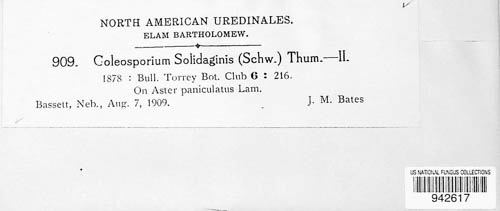 NORTH AMERICAN UREDINALES.
ELAM BARTHOLOMEW.
909. Coleosporium Solidaginis (Schw.) Thum.—II.
1878 : Bull. Torrey Bot. Club 6 : 216.
On Aster paniculatus Lam.
Bassett, Neb., Aug. 7, 1909. J. M. Bates
US NATIONAL FUNGUS COLLECTIONS
942617